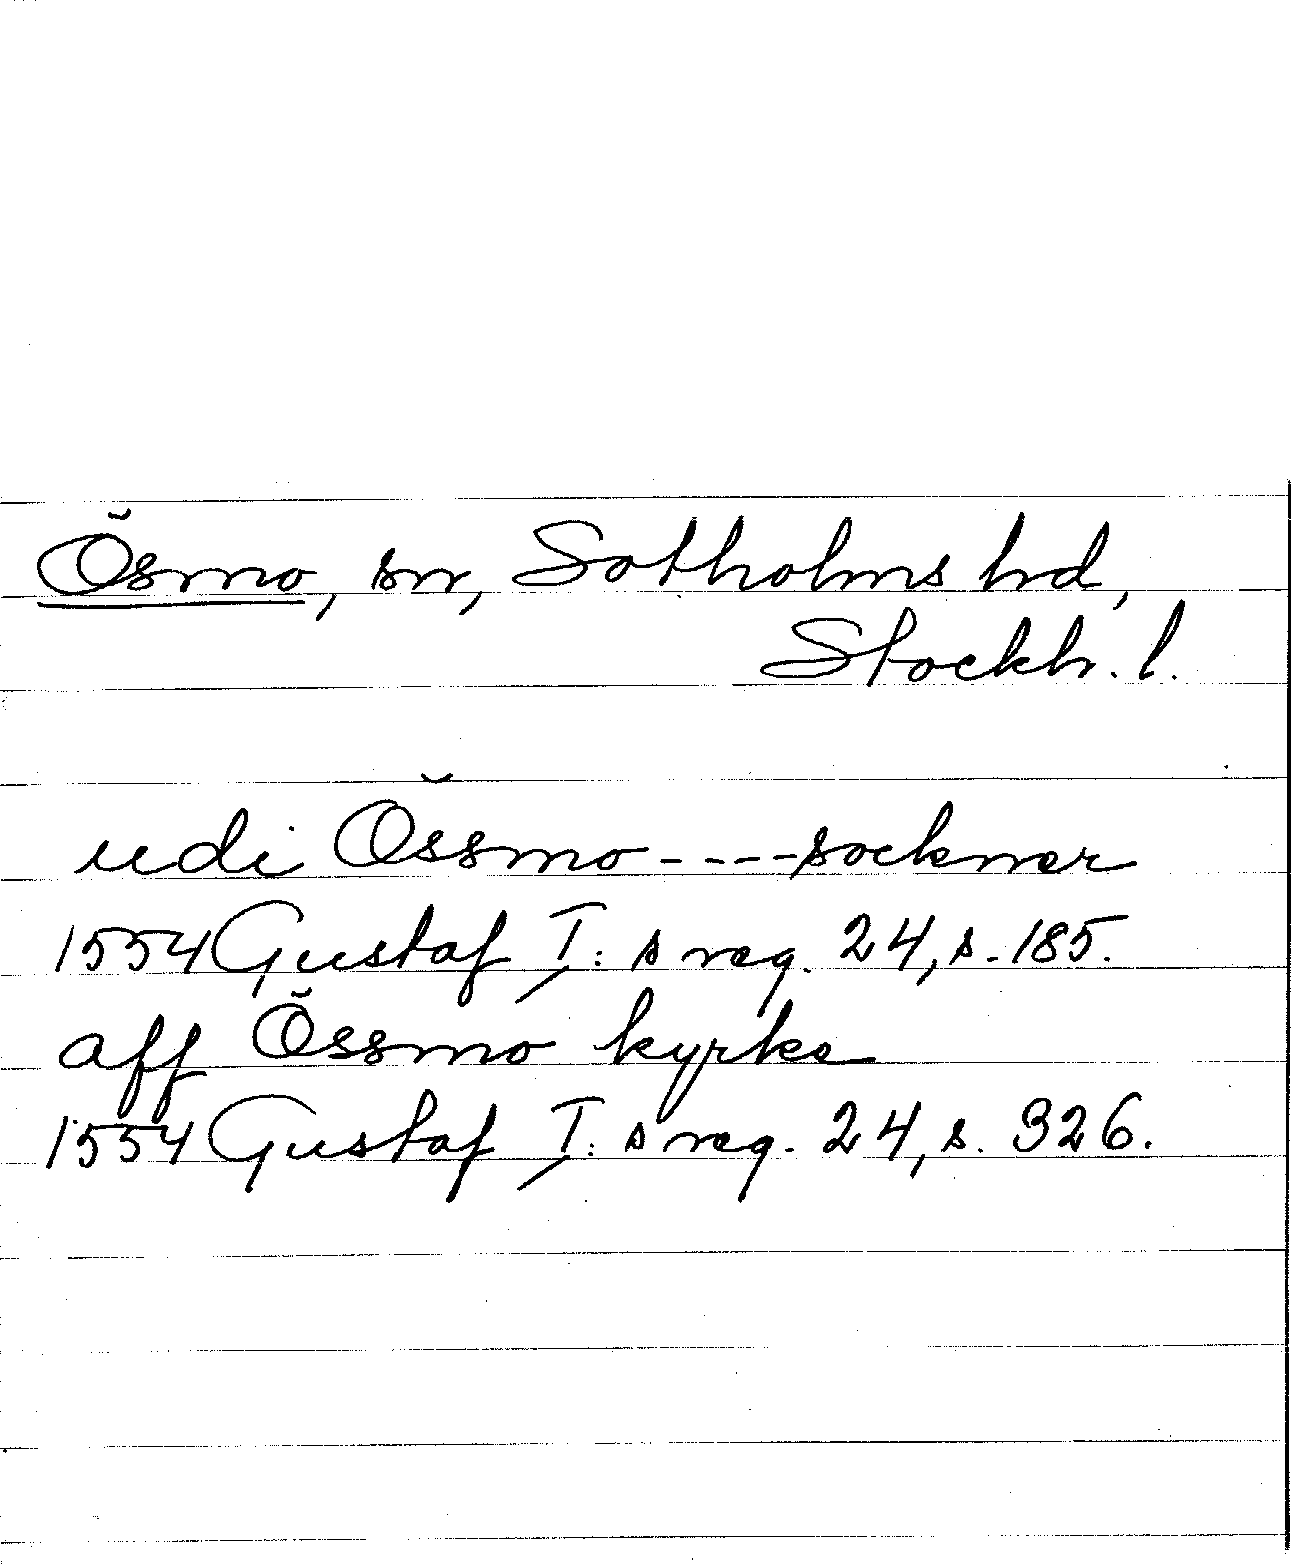 Ösmo, sn, Sotholms hd,
Stockh. l.
udi Össmo ---- sockner
1554 Gustaf I: s reg. 24, s. 185.
aff Össmo kyrke
1554 Gustaf I: s reg. 24, s. 326.